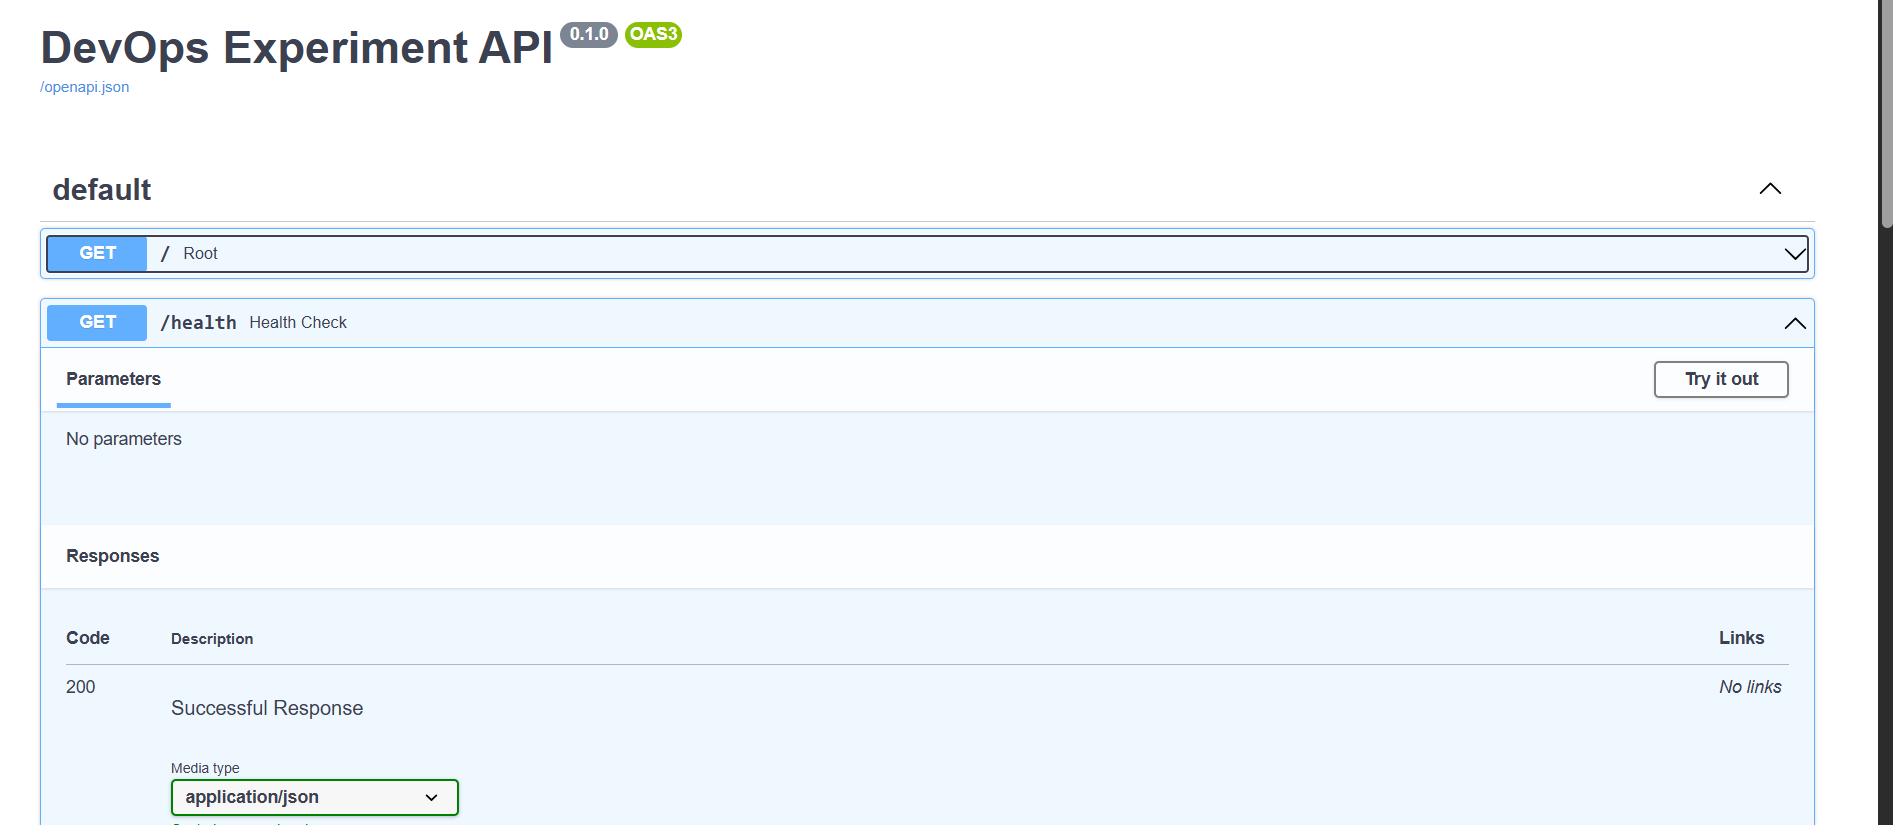 DevOps Experiment API 0.1.0 OAS3
/openapi.json
default
GET / Root
GET /health Health Check
Parameters
Try it out
No parameters
Responses
Code Description Links
200 No links
Successful Response
Media type
application/json